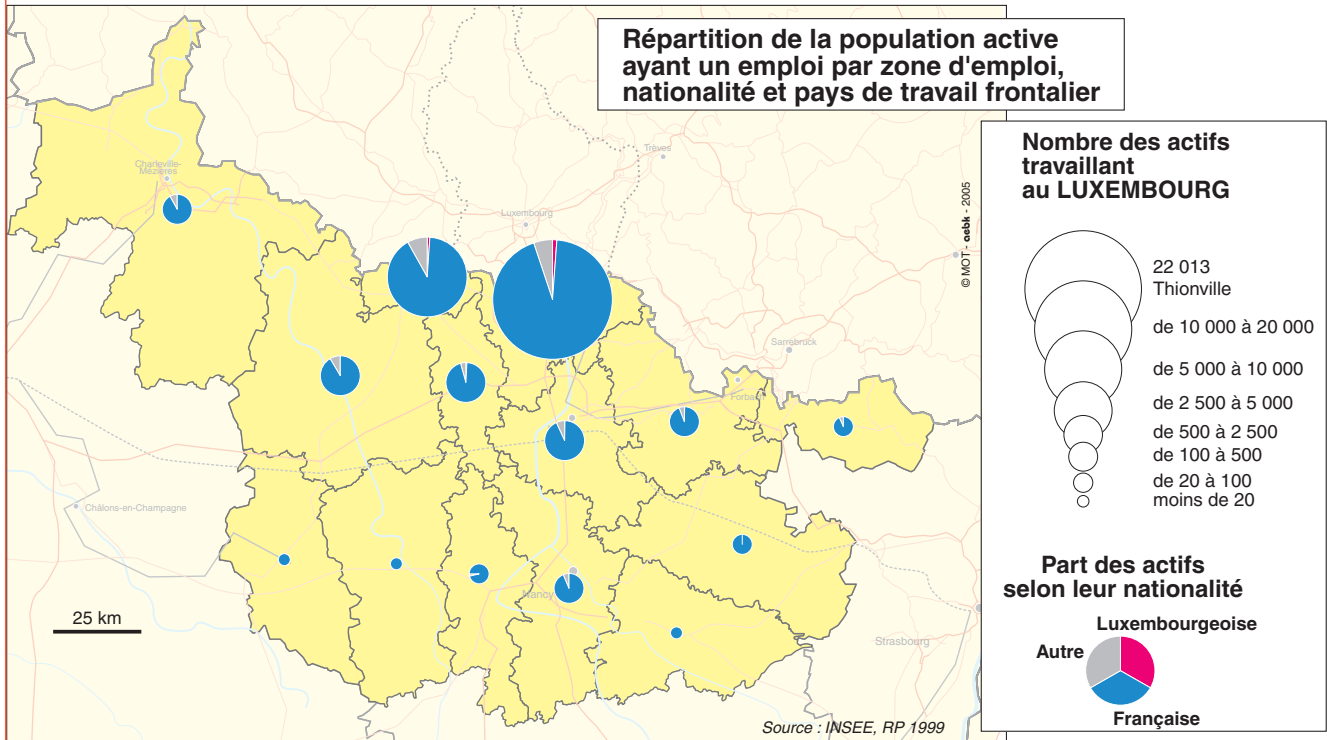 Répartition de la population active
ayant un emploi par zone d'emploi,
nationalité et pays de travail frontalier
Nombre des actifs
travaillant
au LUXEMBOURG
22 013
Thionville
de 10 000 à 20 000
de 5 000 à 10 000
de 2 500 à 5 000
de 500 à 2 500
de 100 à 500
de 20 à 100
moins de 20
Part des actifs
selon leur nationalité
Luxembourgeoise
Autre
Française
© MOT - aebk - 2005
Charleville-
Mézières
Trèves
Luxembourg
Sarrebruck
Forbach
Châlons-en-Champagne
Nancy
Strasbourg
25 km
Source : INSEE, RP 1999